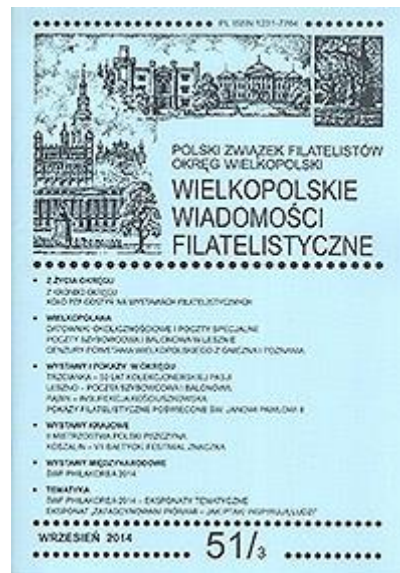 PL ISSN 1231-7764
POLSKI ZWIĄZEK FILATELISTÓW
OKRĘG WIELKOPOLSKI
WIELKOPOLSKIE
WIADOMOŚCI
FILATELISTYCZNE
Z ŻYCIA OKRĘGU
Z KRONIKI OKRĘGU
KOŁO PZF GOSTYŃ NA WYSTAWACH FILATELISTYCZNYCH
WIELKOPOLANA
DATOWNIKI OKOLICZNOŚCIOWE I POCZTY SPECJALNE
POCZTY SZYBOWCOWA I BALONOWA W LESZNIE
CENZURY POWSTANIA WIELKOPOLSKIEGO Z GNIEZNA I POZNANIA
WYSTAWY I POKAZY W OKRĘGU
TRZCIANKA – 50 LAT KOLEKCJONERSKIEJ PASJI
LESZNO – POCZTA SZYBOWCOWA I BALONOWA
– INSUREKCJA KOŚCIUSZKOWSKA
POKAZY FILATELISTYCZNE POŚWIĘCONE ŚW. JANOWI PAWŁOWI II
WYSTAWY KRAJOWE
II MISTRZOSTWA POLSKI PSZCZYNA
KOSZALIN – VII BAŁTYCKI FESTIWAL ZNACZKA
WYSTAWY MIĘDZYNARODOWE
ŚWF PHILAKOREA 2014
TEMATYKA
ŚWF PHILAKOREA 2014 – EKSPONATY TEMATYCZNE
EKSPONAT „ZAFASCYNOWANI PIÓRAMI – JAK PTAKI INSPIRUJĄ LUDZI”
WRZESIEŃ 2014
51/3